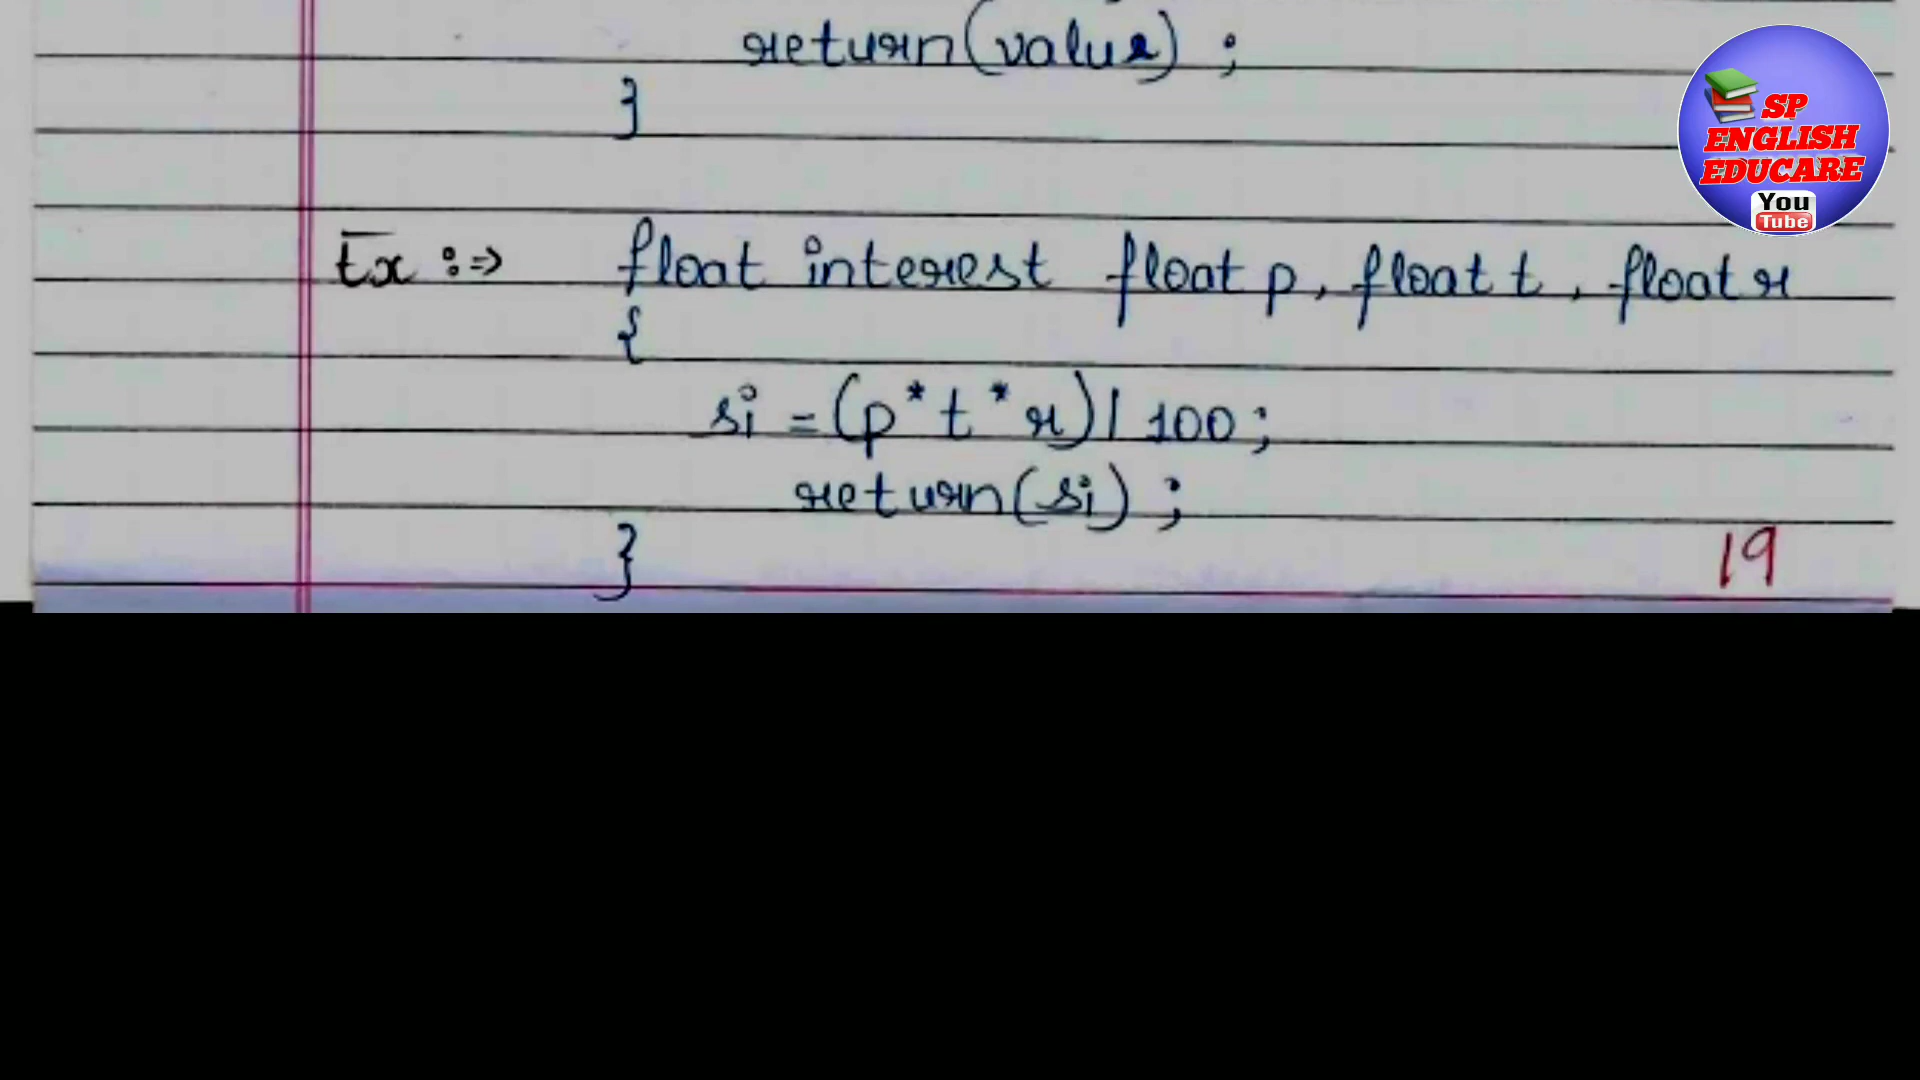 return(value) ;
}
Ex :⇒ float interest float p, float t, float r
{
si = (p*t*r)/100;
return(si) ;
}
19
SP
ENGLISH
EDUCARE
You
Tube